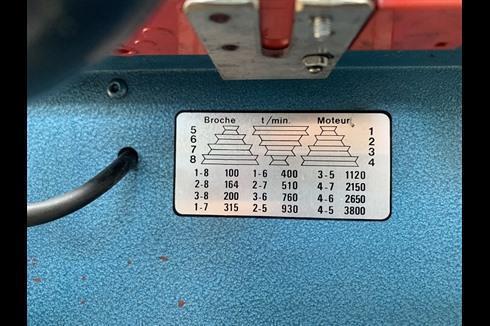 Broche t/min. Moteur
5 1
6 2
7 3
8 4
1-8 100 1-6 400 3-5 1120
2-8 164 2-7 510 4-7 2150
3-8 200 3-6 760 4-6 2650
1-7 315 2-5 930 4-5 3800